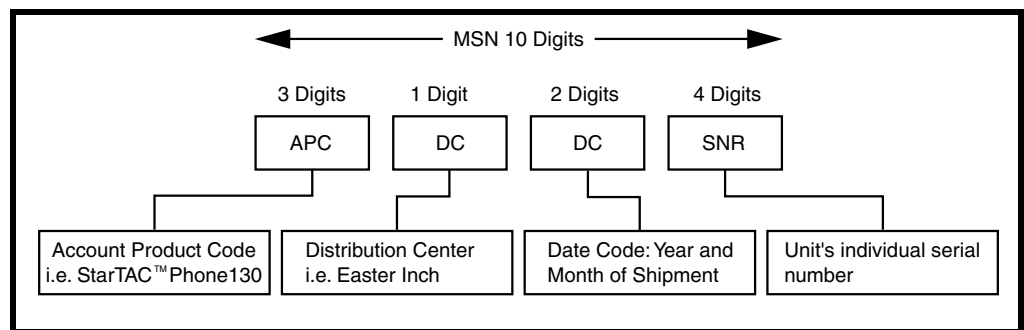 MSN 10 Digits
3 Digits 1 Digit 2 Digits 4 Digits
APC DC DC SNR
Account Product Code
i.e. StarTAC™Phone130
Distribution Center
i.e. Easter Inch
Date Code: Year and
Month of Shipment
Unit's individual serial
number